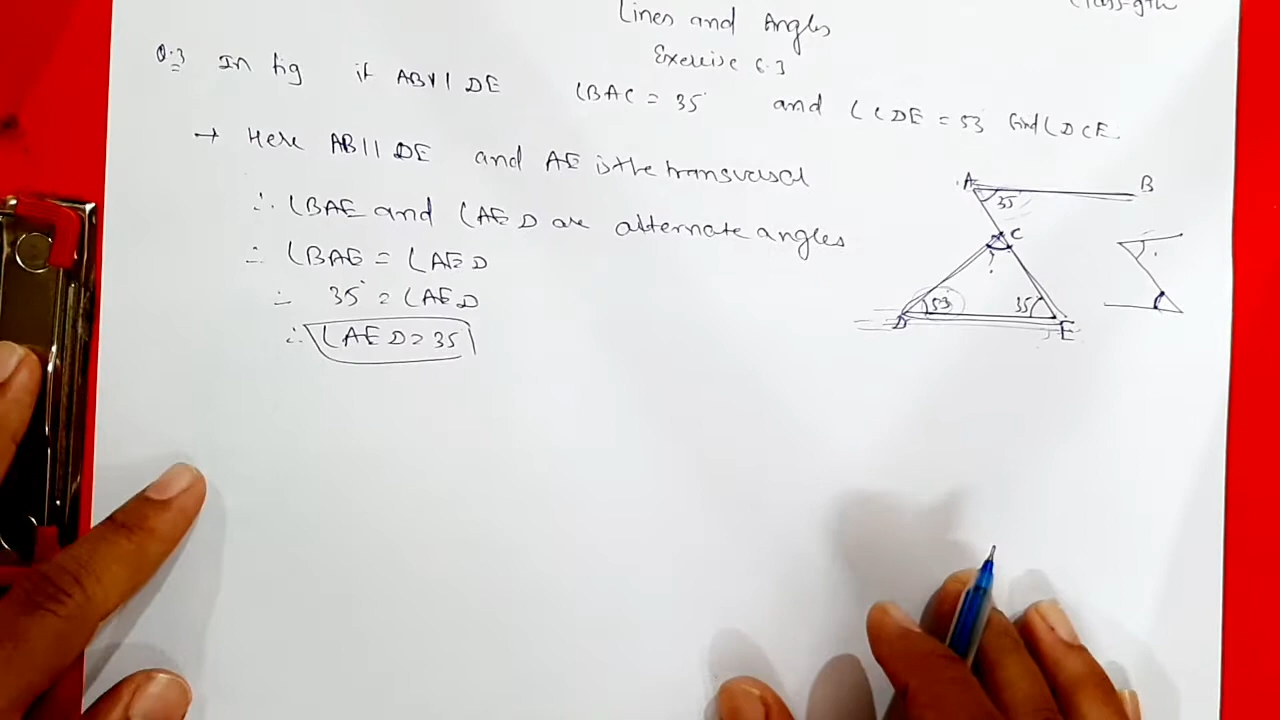 Class-9th
Lines and Angles
Exercise 6.3
Q.3 In fig if AB || DE ∠BAC = 35° and ∠CDE = 53° find ∠DCE.
→ Here AB || DE and AE is the transversal
∴ ∠BAE and ∠AED are alternate angles
∴ ∠BAE = ∠AED
∴ 35° = ∠AED
∴ ∠AED = 35
A B
35
C
?
53° 35
D E